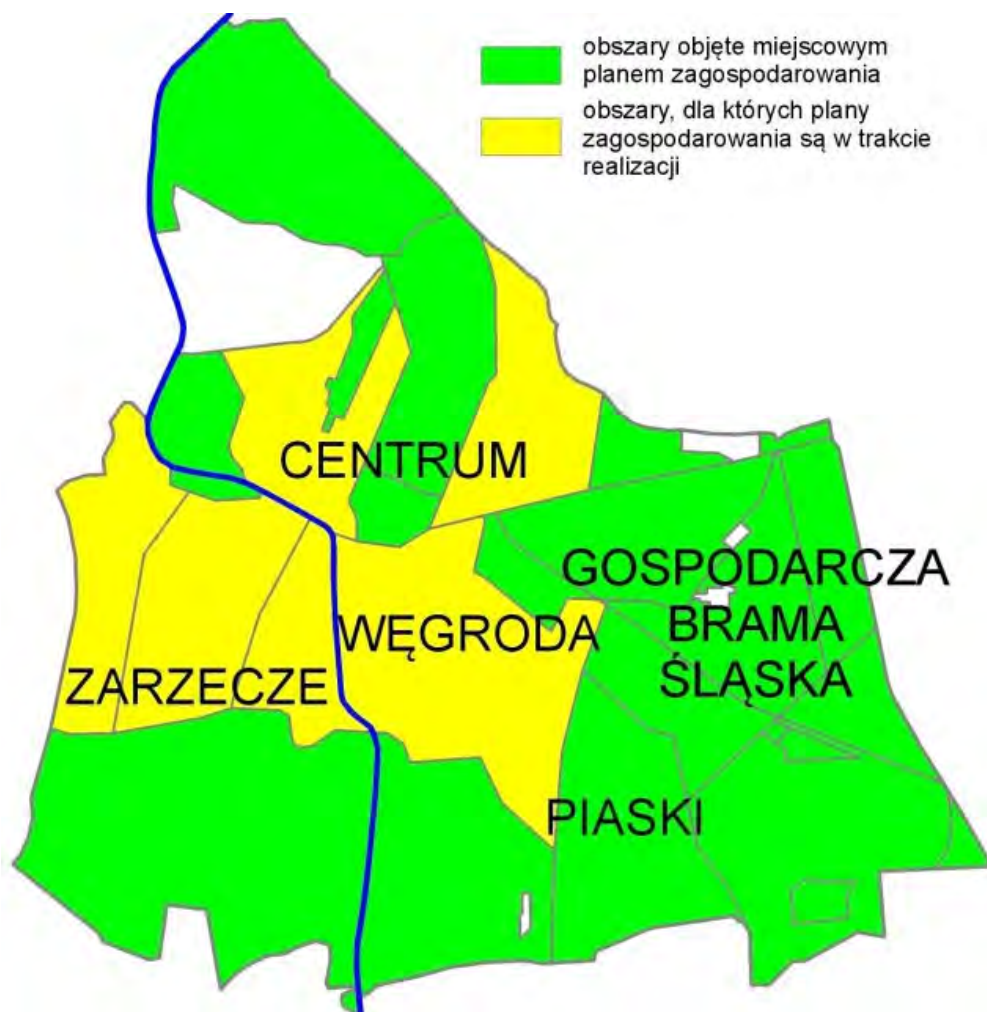 obszary objęte miejscowym
planem zagospodarowania
obszary, dla których plany
zagospodarowania są w trakcie
realizacji
CENTRUM
GOSPODARCZA
BRAMA
ŚLĄSKA
WĘGRODA
ZARZECZE
PIASKI